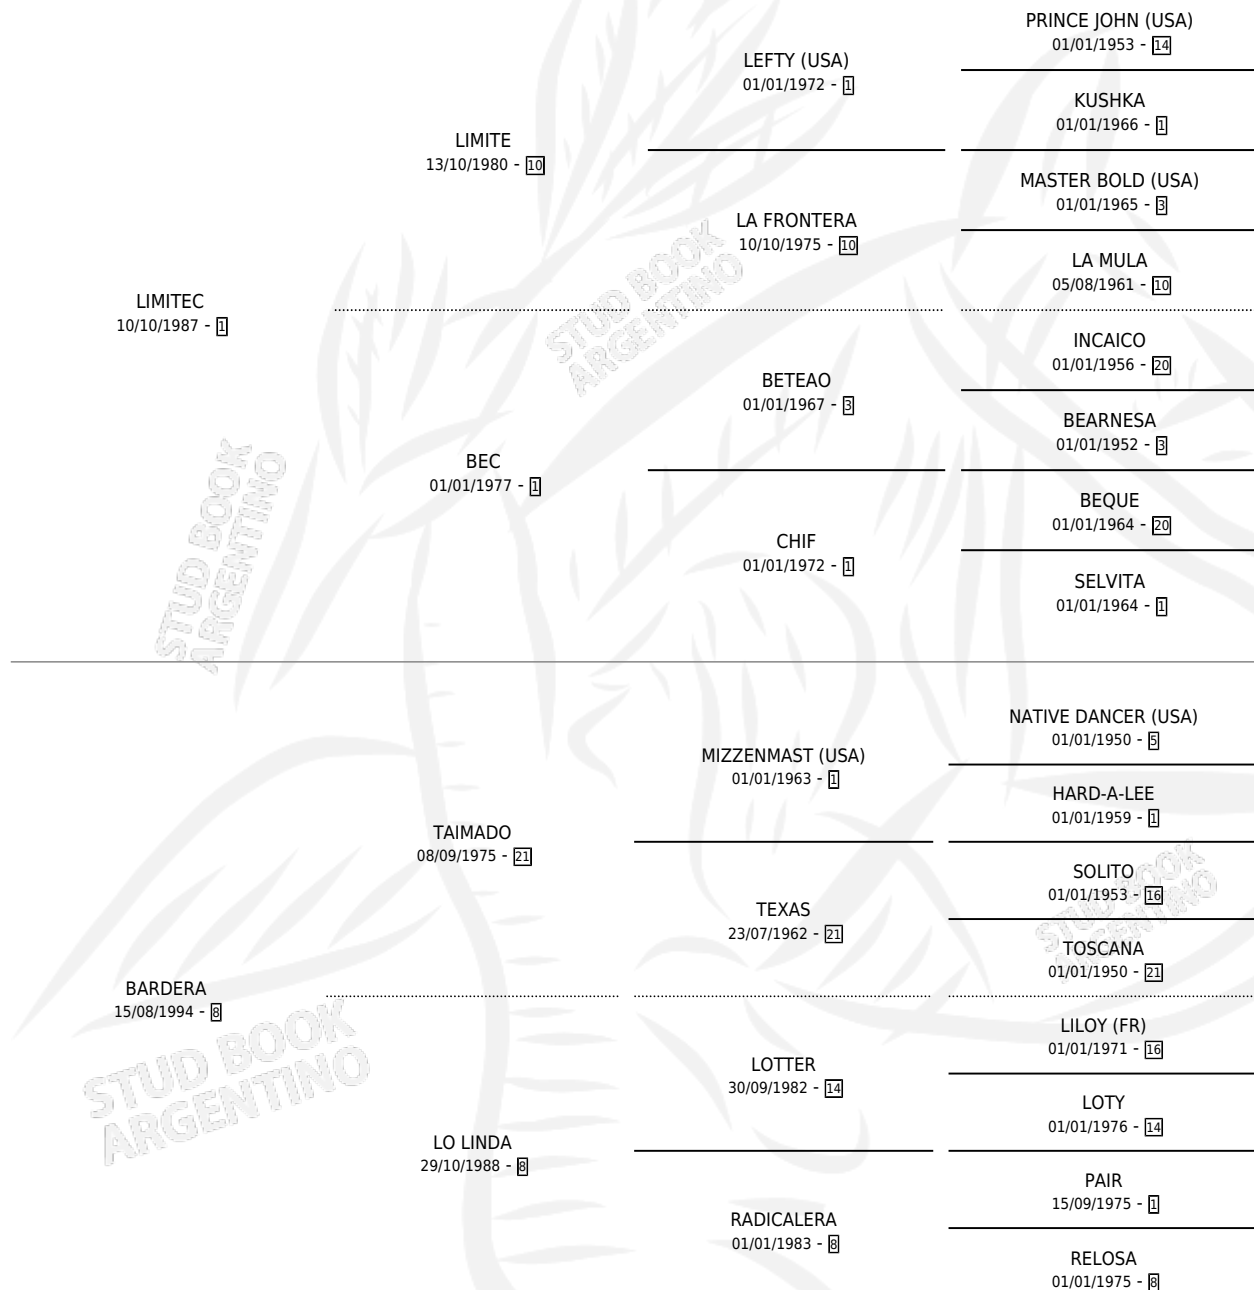 PRINCE JOHN (USA)
01/01/1953 - 14
LEFTY (USA)
01/01/1972 - 1
KUSHKA
01/01/1966 - 1
LIMITE
13/10/1980 - 10
MASTER BOLD (USA)
01/01/1965 - 3
LA FRONTERA
10/10/1975 - 10
LA MULA
05/08/1961 - 10
LIMITEC
10/10/1987 - 1
STUD BOOK
ARGENTINO
INCAICO
01/01/1956 - 20
BETEAO
01/01/1967 - 3
BEARNESA
01/01/1952 - 3
BEC
01/01/1977 - 1
BEQUE
01/01/1964 - 20
CHIF
01/01/1972 - 1
SELVITA
01/01/1964 - 1
STUD BOOK
ARGENTINO
NATIVE DANCER (USA)
01/01/1950 - 5
MIZZENMAST (USA)
01/01/1963 - 1
HARD-A-LEE
01/01/1959 - 1
TAIMADO
08/09/1975 - 21
SOLITO
01/01/1953 - 16
TEXAS
23/07/1962 - 21
STUD BOOK
ARGENTINO
TOSCANA
01/01/1950 - 21
BARDERA
15/08/1994 - 8
LILOY (FR)
01/01/1971 - 16
LOTTER
30/09/1982 - 14
STUD BOOK
ARGENTINO
LOTY
01/01/1976 - 14
LO LINDA
29/10/1988 - 8
PAIR
15/09/1975 - 1
RADICALERA
01/01/1983 - 8
RELOSA
01/01/1975 - 8